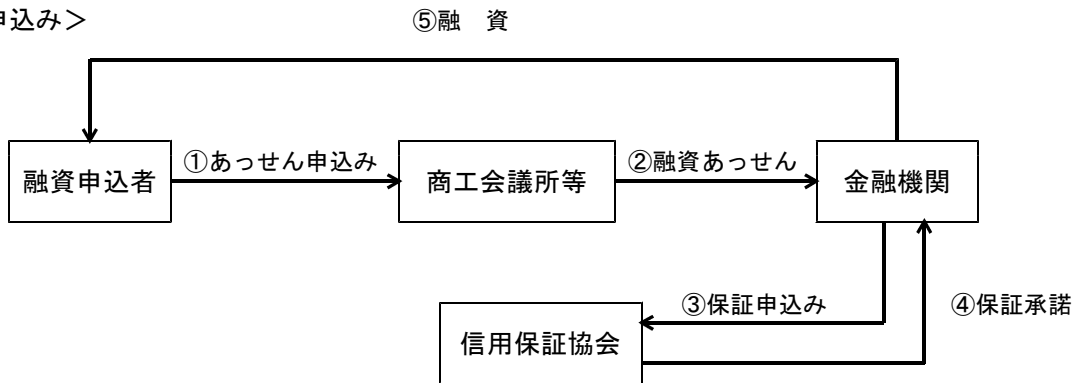 込み＞
⑤融　資
①あっせん申込み
②融資あっせん
融資申込者
商工会議所等
金融機関
③保証申込み
④保証承諾
信用保証協会